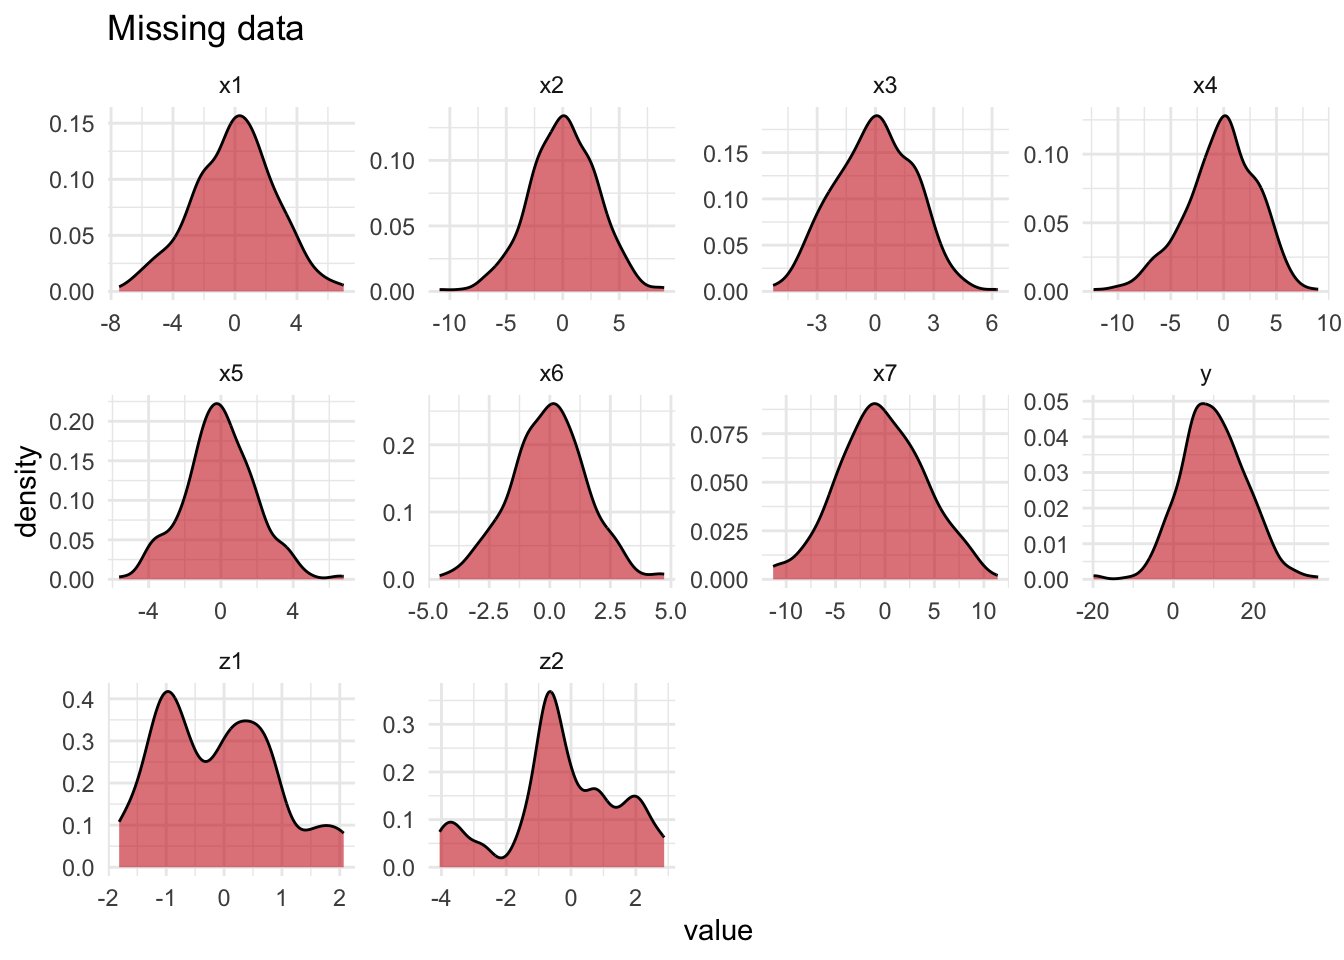 Missing data
x1 x2 x3 x4
0.15 0.10 0.05 0.00
-8 -4 0 4
0.10 0.05 0.00
-10 -5 0 5
0.15 0.10 0.05 0.00
-3 0 3 6
0.10 0.05 0.00
-10 -5 0 5 10
x5 x6 x7 y
density
0.20 0.15 0.10 0.05 0.00
-4 0 4
0.2 0.1 0.0
-5.0 -2.5 0.0 2.5 5.0
0.075 0.050 0.025 0.000
-10 -5 0 5 10
0.05 0.04 0.03 0.02 0.01 0.00
-20 0 20
z1 z2
0.4 0.3 0.2 0.1 0.0
-2 -1 0 1 2
0.3 0.2 0.1 0.0
-4 -2 0 2
value